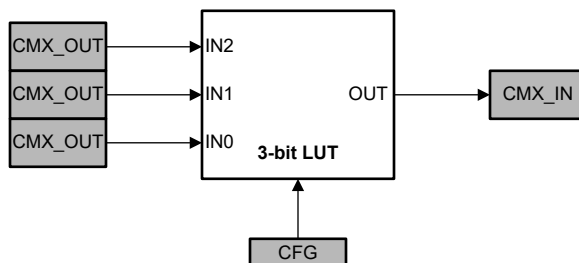 CMX_OUT
IN2
CMX_OUT
IN1
OUT
CMX_IN
CMX_OUT
IN0
3-bit LUT
CFG